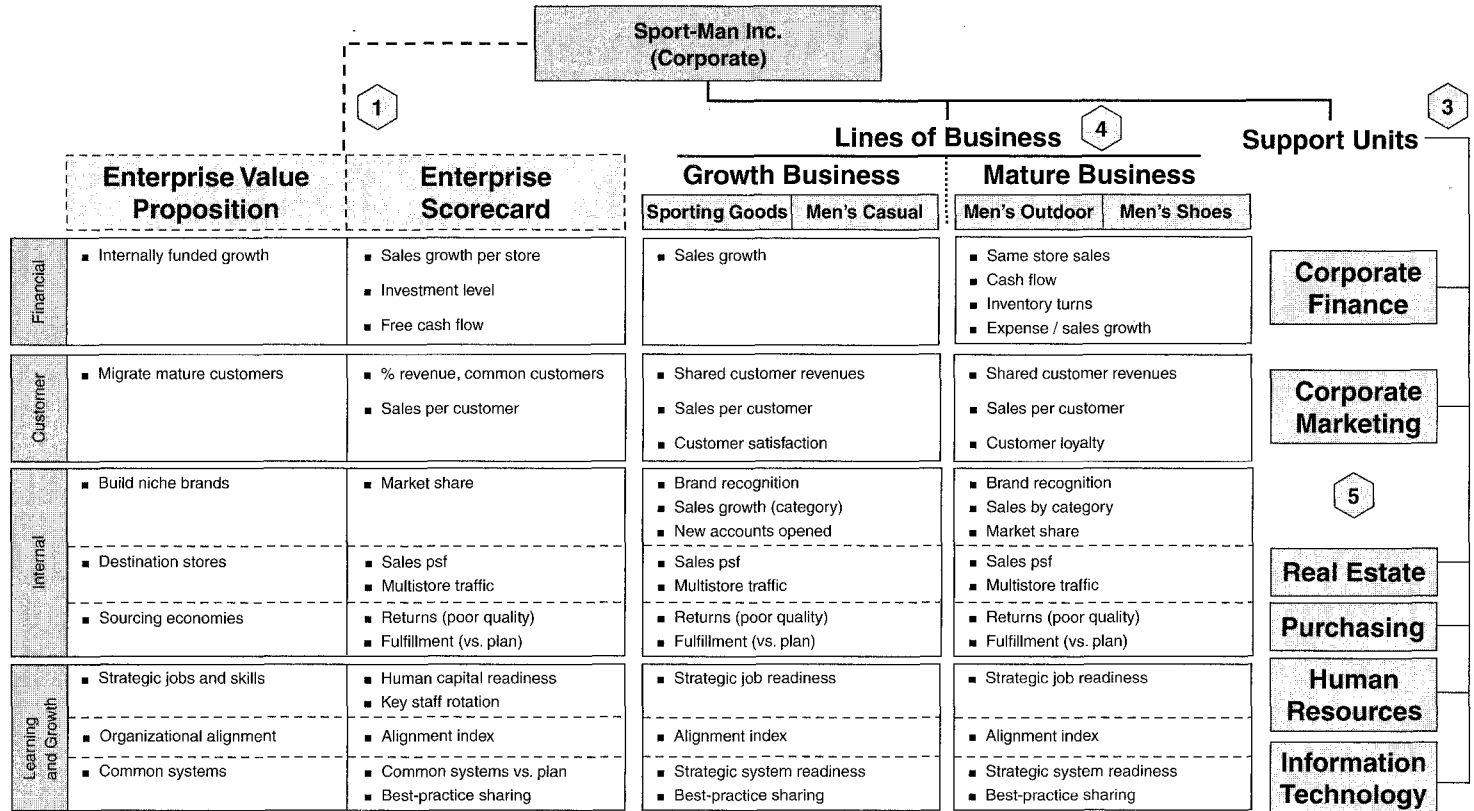 Sport-Man Inc.
(Corporate)
1
3
Lines of Business
4
Support Units
Enterprise Value
Proposition
Enterprise
Scorecard
Growth Business
Mature Business
Sporting Goods
Men's Casual
Men's Outdoor
Men's Shoes
Financial
▪ Internally funded growth
▪ Sales growth per store
▪ Investment level
▪ Free cash flow
▪ Sales growth
▪ Same store sales
▪ Cash flow
▪ Inventory turns
▪ Expense / sales growth
Corporate
Finance
Customer
▪ Migrate mature customers
▪ % revenue, common customers
▪ Sales per customer
▪ Shared customer revenues
▪ Sales per customer
▪ Customer satisfaction
▪ Shared customer revenues
▪ Sales per customer
▪ Customer loyalty
Corporate
Marketing
Internal
▪ Build niche brands
▪ Market share
▪ Brand recognition
▪ Sales growth (category)
▪ New accounts opened
▪ Brand recognition
▪ Sales by category
▪ Market share
5
▪ Destination stores
▪ Sales psf
▪ Multistore traffic
▪ Sales psf
▪ Multistore traffic
▪ Sales psf
▪ Multistore traffic
Real Estate
▪ Sourcing economies
▪ Returns (poor quality)
▪ Fulfillment (vs. plan)
▪ Returns (poor quality)
▪ Fulfillment (vs. plan)
▪ Returns (poor quality)
▪ Fulfillment (vs. plan)
Purchasing
Learning
and Growth
▪ Strategic jobs and skills
▪ Human capital readiness
▪ Key staff rotation
▪ Strategic job readiness
▪ Strategic job readiness
Human
Resources
▪ Organizational alignment
▪ Alignment index
▪ Alignment index
▪ Alignment index
▪ Common systems
▪ Common systems vs. plan
▪ Best-practice sharing
▪ Strategic system readiness
▪ Best-practice sharing
▪ Strategic system readiness
▪ Best-practice sharing
Information
Technology